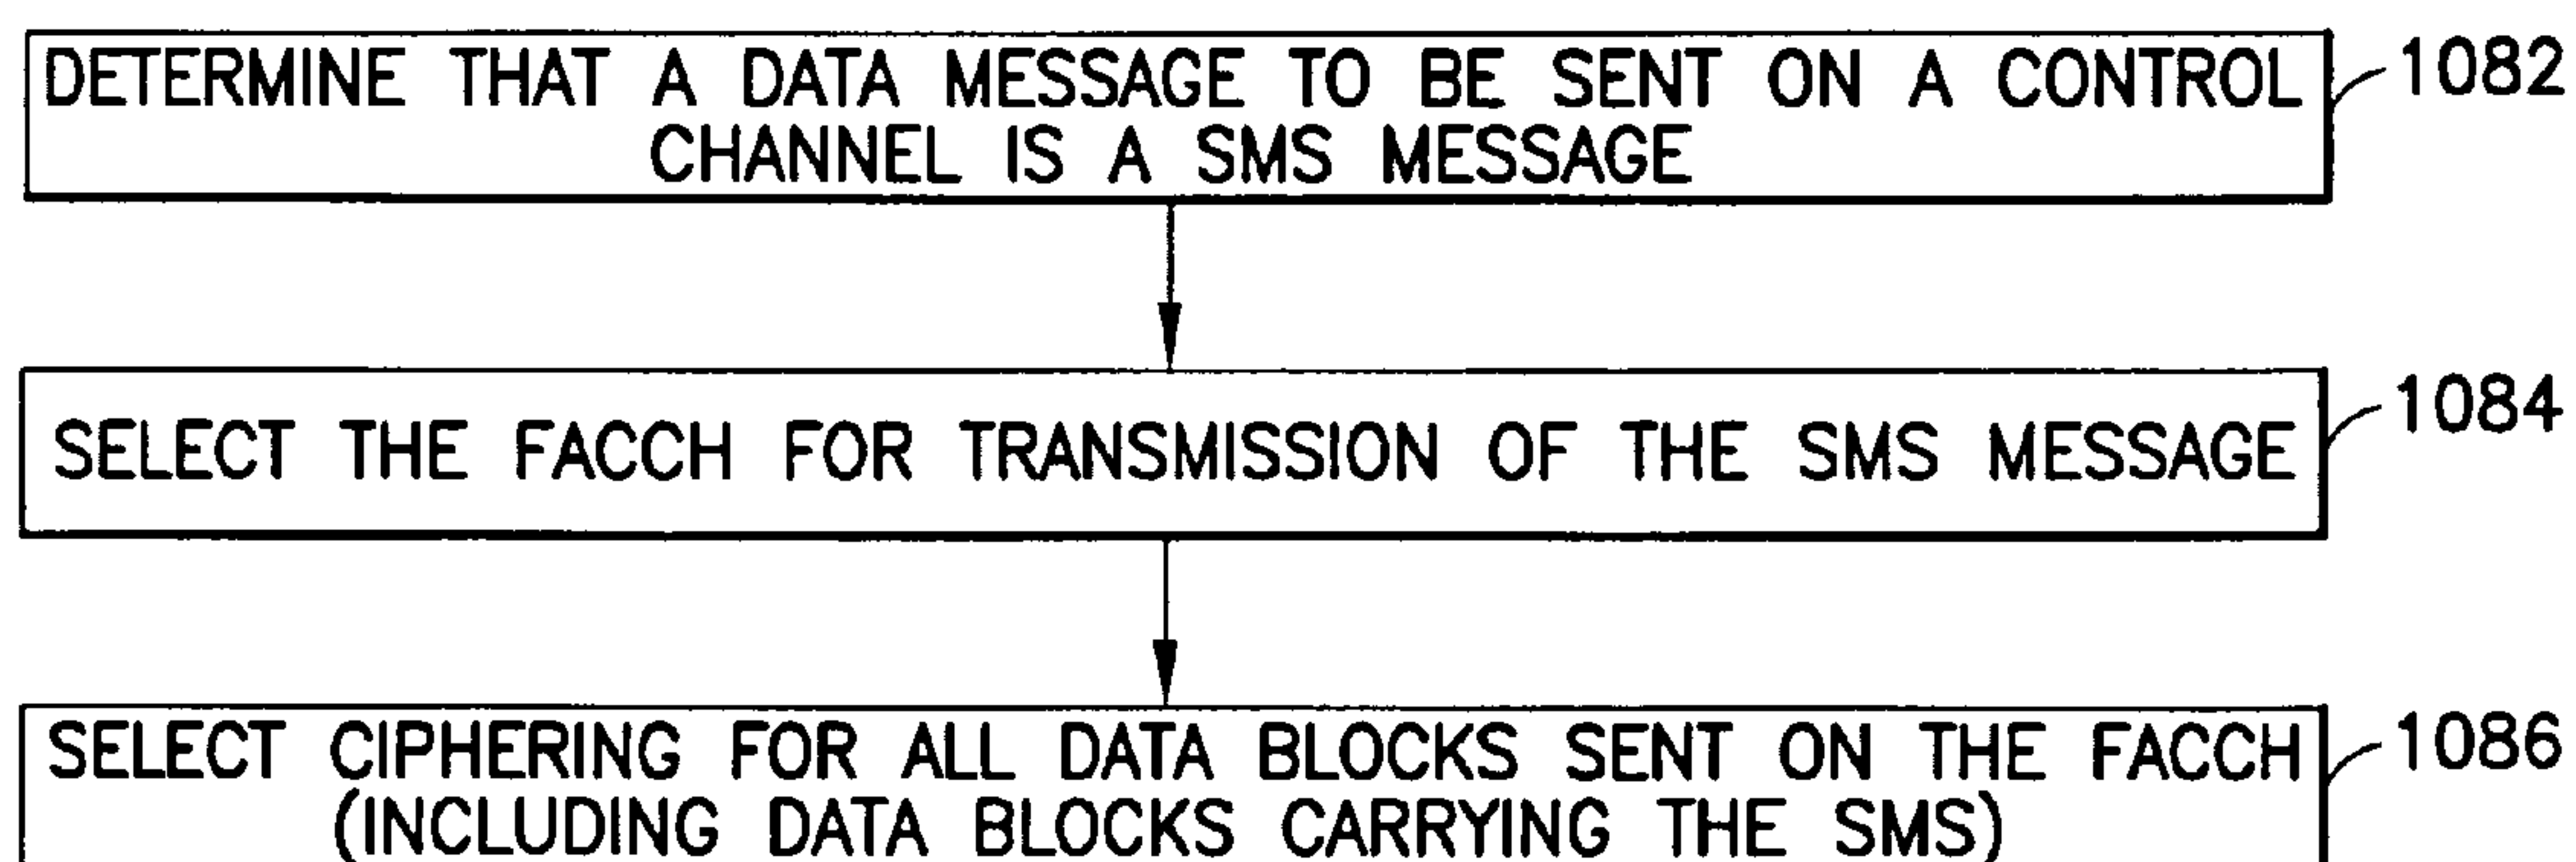 DETERMINE THAT A DATA MESSAGE TO BE SENT ON A CONTROL
CHANNEL IS A SMS MESSAGE
1082
SELECT THE FACCH FOR TRANSMISSION OF THE SMS MESSAGE
1084
SELECT CIPHERING FOR ALL DATA BLOCKS SENT ON THE FACCH
(INCLUDING DATA BLOCKS CARRYING THE SMS)
1086